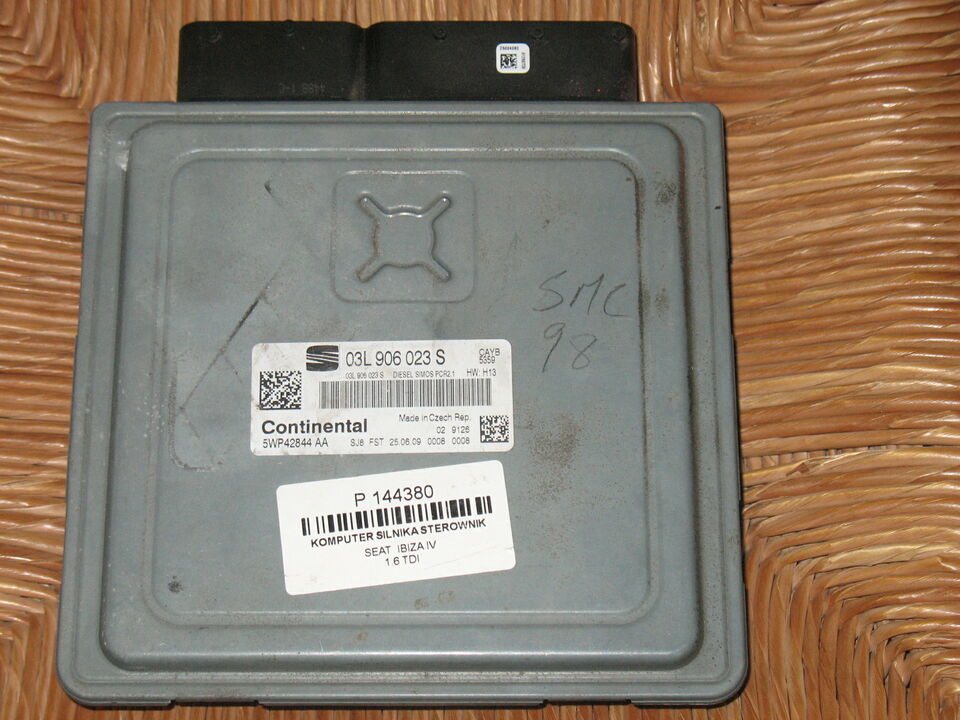 4488 1-C
SMC
98
03L 906 023 S
CAYB
5359
03L 906 023 S DIESEL SIMOS PCR2.1 HW: H13
Continental
Made in Czech Rep.
02 9126
5WP42844 AA SJ8 FST 25.06.09 0008 0008
P 144380
KOMPUTER SILNIKA STEROWNIK
SEAT IBIZA IV
1.6 TDI